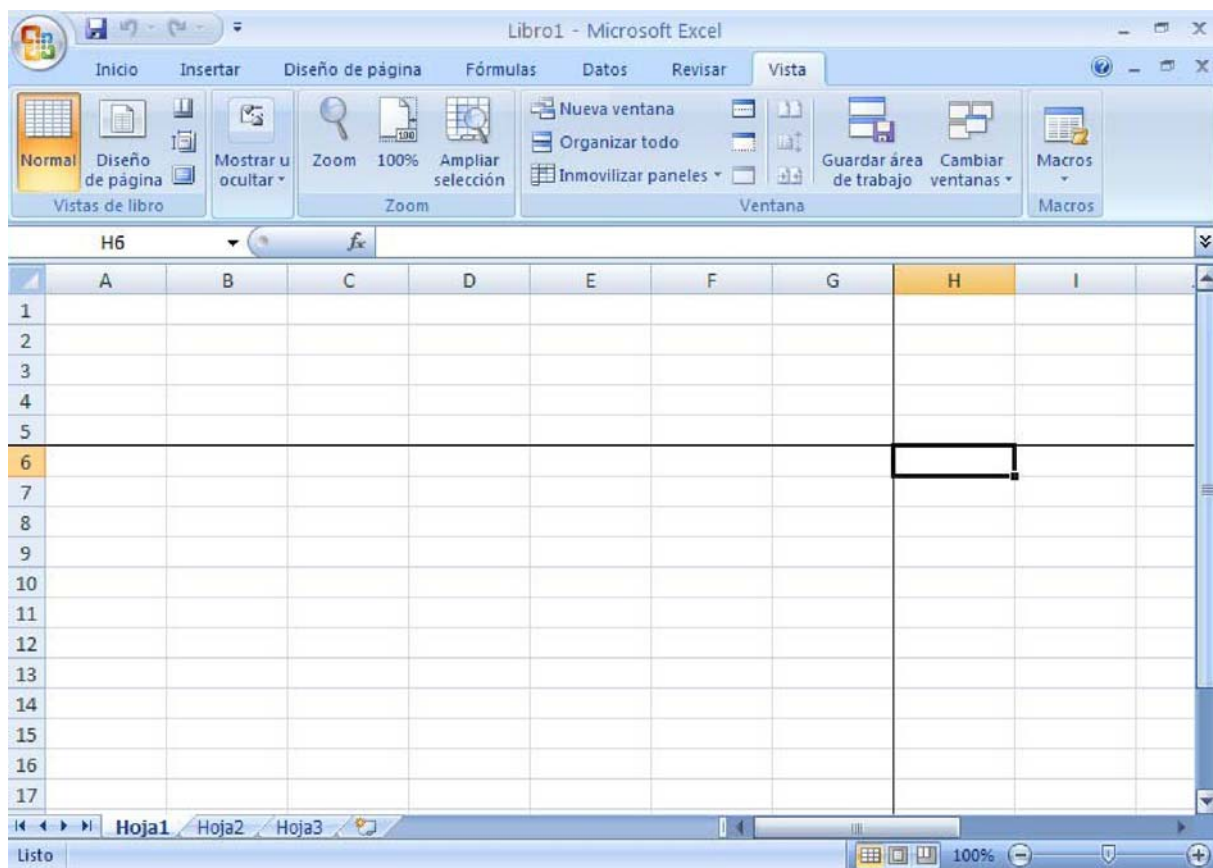 Libro1 - Microsoft Excel
Inicio Insertar Diseño de página Fórmulas Datos Revisar Vista
Normal
Diseño de página
Mostrar u ocultar
Vistas de libro
Zoom
100%
Ampliar selección
Zoom
Nueva ventana
Organizar todo
Inmovilizar paneles
Guardar área de trabajo
Cambiar ventanas
Ventana
Macros
Macros
H6 fx
A B C D E F G H I
1
2
3
4
5
6
7
8
9
10
11
12
13
14
15
16
17
Hoja1 Hoja2 Hoja3
Listo 100%